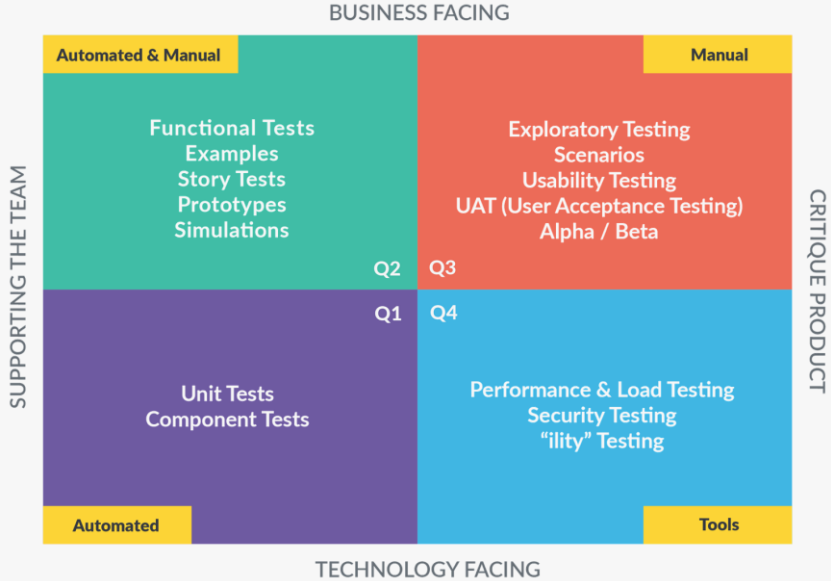 BUSINESS FACING
Automated & Manual
Manual
Functional Tests
Examples
Story Tests
Prototypes
Simulations
Q2
Exploratory Testing
Scenarios
Usability Testing
UAT (User Acceptance Testing)
Alpha / Beta
Q3
SUPPORTING THE TEAM
CRITIQUE PRODUCT
Q1
Unit Tests
Component Tests
Automated
Q4
Performance & Load Testing
Security Testing
“ility” Testing
Tools
TECHNOLOGY FACING